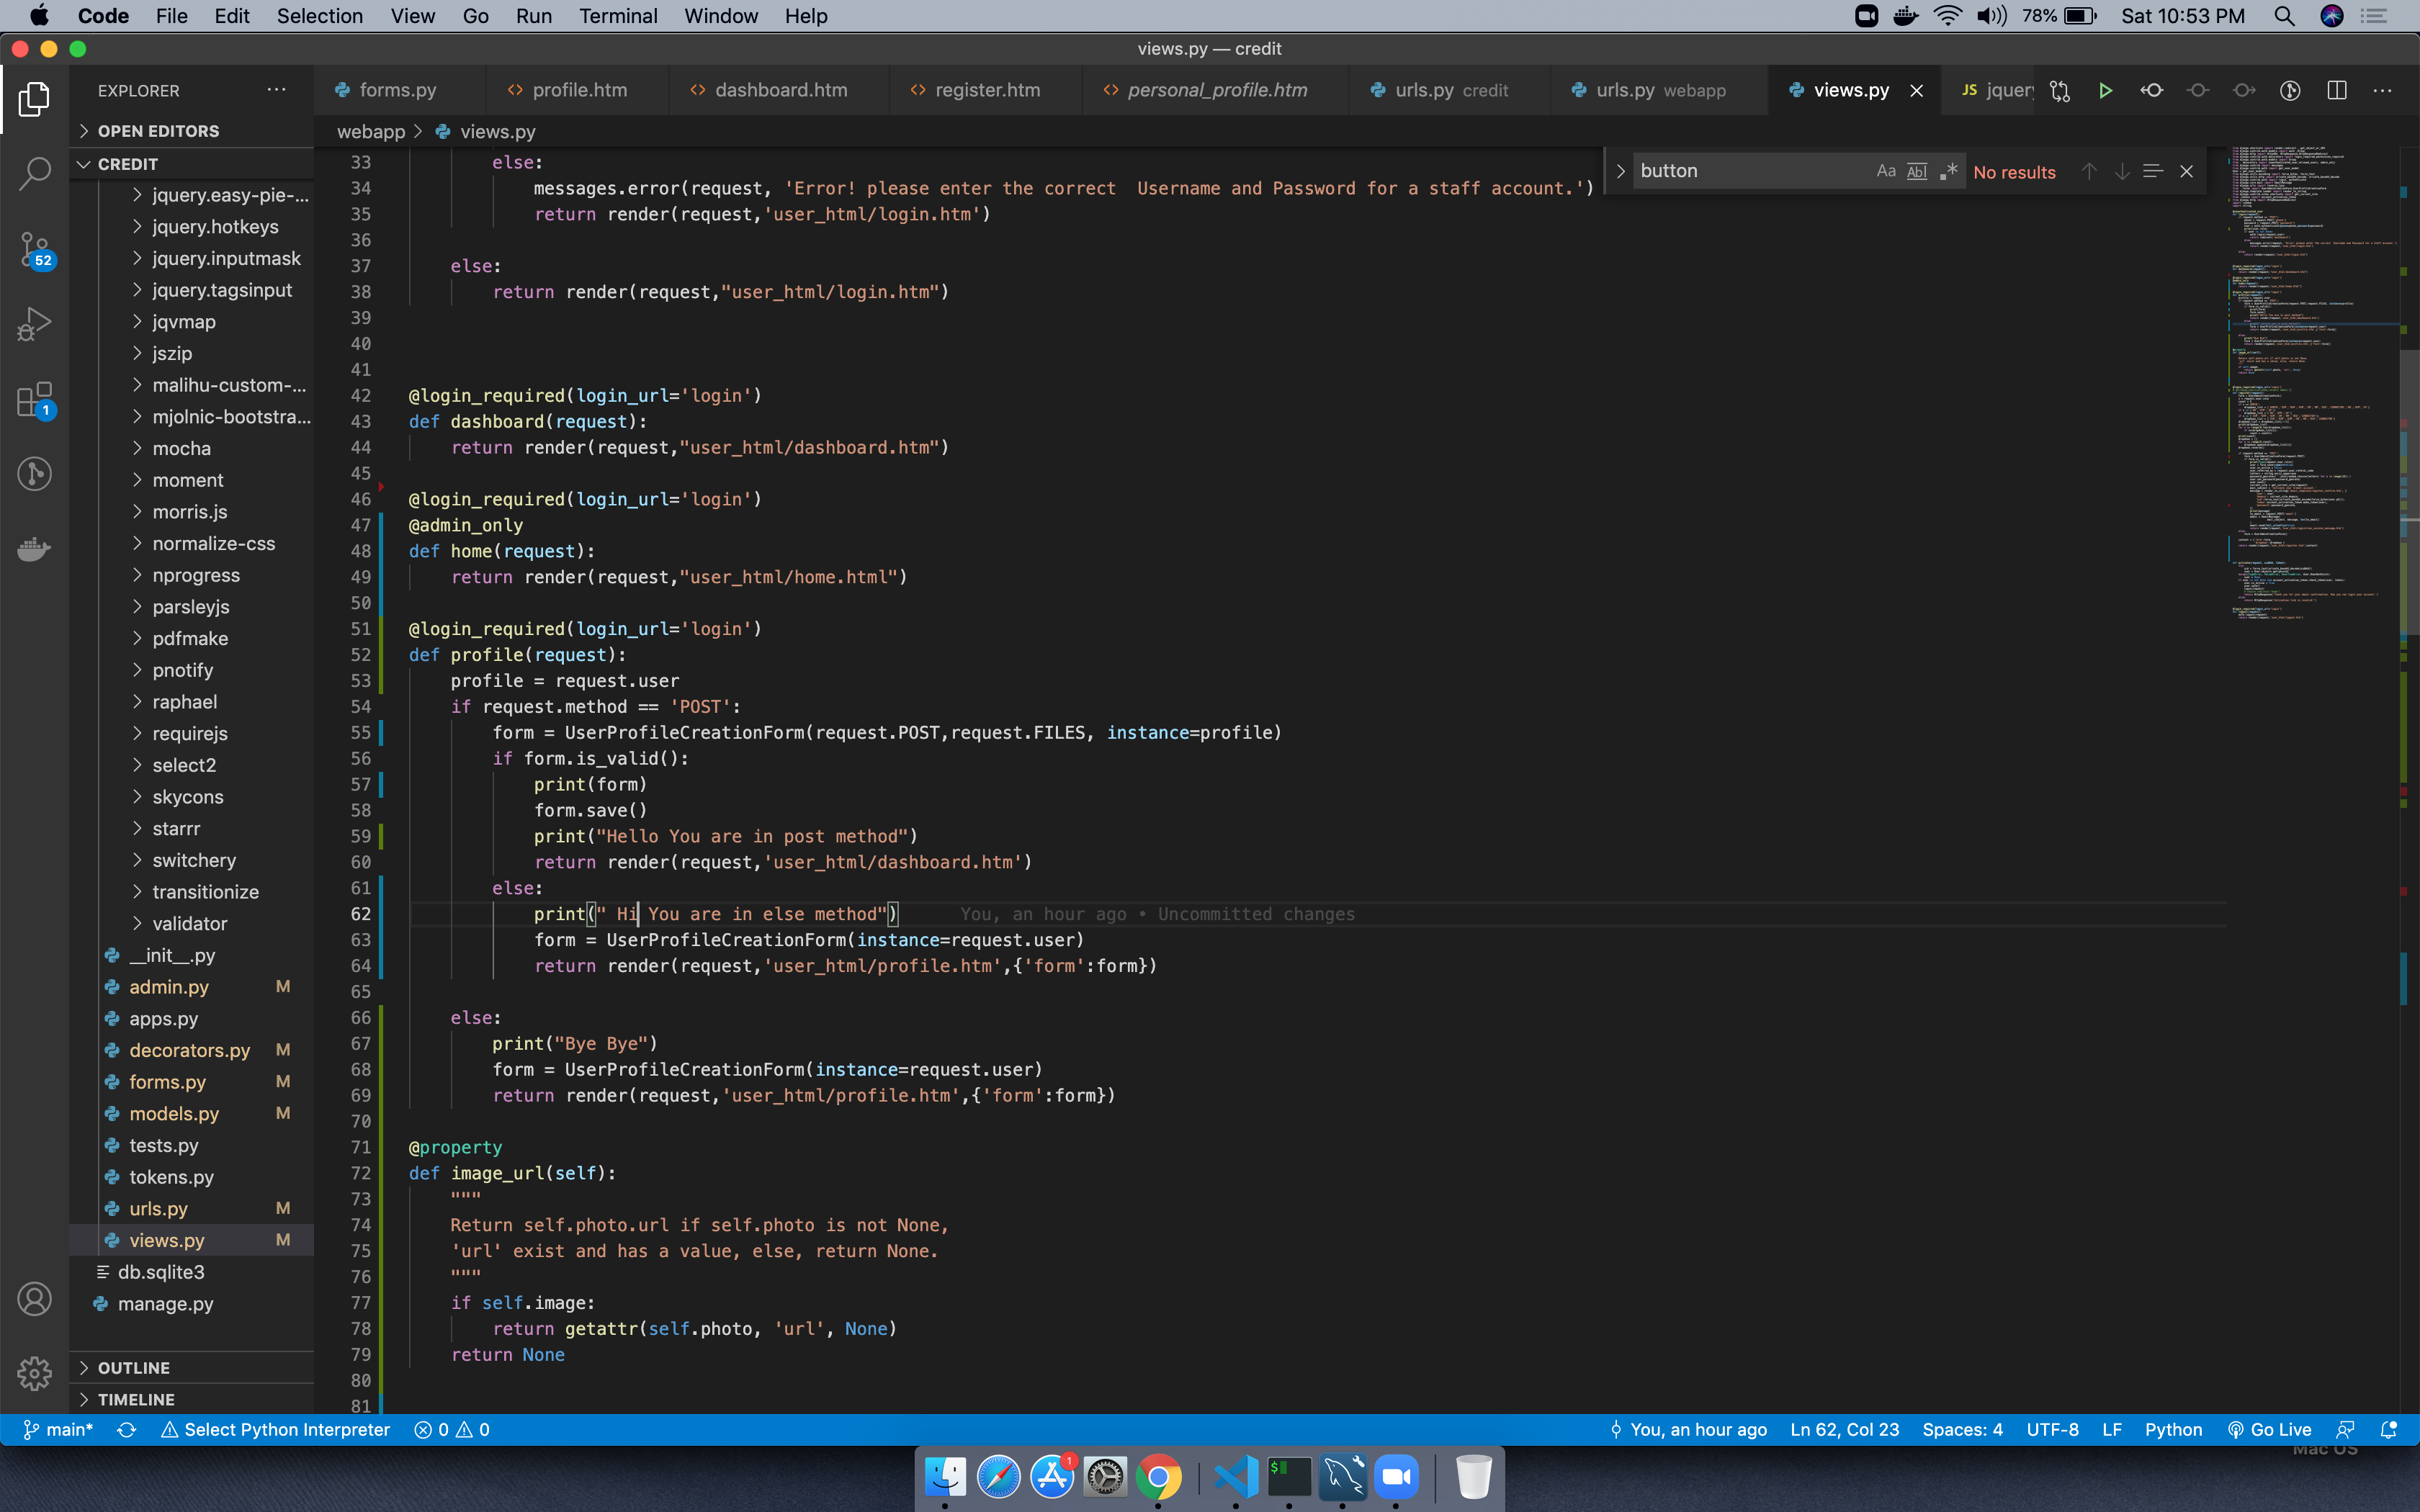 Code File Edit Selection View Go Run Terminal Window Help 78% Sat 10:53 PM
views.py — credit
EXPLORER ··· forms.py profile.htm dashboard.htm register.htm personal_profile.htm urls.py credit urls.py webapp views.py JS jquery
OPEN EDITORS
webapp > views.py
CREDIT
button Aa Abl .* No results
jquery.easy-pie-...
jquery.hotkeys
jquery.inputmask
jquery.tagsinput
jqvmap
jszip
malihu-custom-...
mjolnic-bootstra...
mocha
moment
morris.js
normalize-css
nprogress
parsleyjs
pdfmake
pnotify
raphael
requirejs
select2
skycons
starrr
switchery
transitionize
validator
__init__.py
admin.py M
apps.py
decorators.py M
forms.py M
models.py M
tests.py
tokens.py
urls.py M
views.py M
db.sqlite3
manage.py
OUTLINE
TIMELINE
52
1
33 else:
34 messages.error(request, 'Error! please enter the correct  Username and Password for a staff account.')
35 return render(request,'user_html/login.htm')
36
37 else:
38 return render(request,"user_html/login.htm")
39
40
41
42 @login_required(login_url='login')
43 def dashboard(request):
44 return render(request,"user_html/dashboard.htm")
45
46 @login_required(login_url='login')
47 @admin_only
48 def home(request):
49 return render(request,"user_html/home.html")
50
51 @login_required(login_url='login')
52 def profile(request):
53 profile = request.user
54 if request.method == 'POST':
55 form = UserProfileCreationForm(request.POST,request.FILES, instance=profile)
56 if form.is_valid():
57 print(form)
58 form.save()
59 print("Hello You are in post method")
60 return render(request,'user_html/dashboard.htm')
61 else:
62 print(" Hi You are in else method") You, an hour ago • Uncommitted changes
63 form = UserProfileCreationForm(instance=request.user)
64 return render(request,'user_html/profile.htm',{'form':form})
65
66 else:
67 print("Bye Bye")
68 form = UserProfileCreationForm(instance=request.user)
69 return render(request,'user_html/profile.htm',{'form':form})
70
71 @property
72 def image_url(self):
73 """
74 Return self.photo.url if self.photo is not None,
75 'url' exist and has a value, else, return None.
76 """
77 if self.image:
78 return getattr(self.photo, 'url', None)
79 return None
80
81
main* Select Python Interpreter 0 0 You, an hour ago Ln 62, Col 23 Spaces: 4 UTF-8 LF Python Go Live
Mac OS
1
$